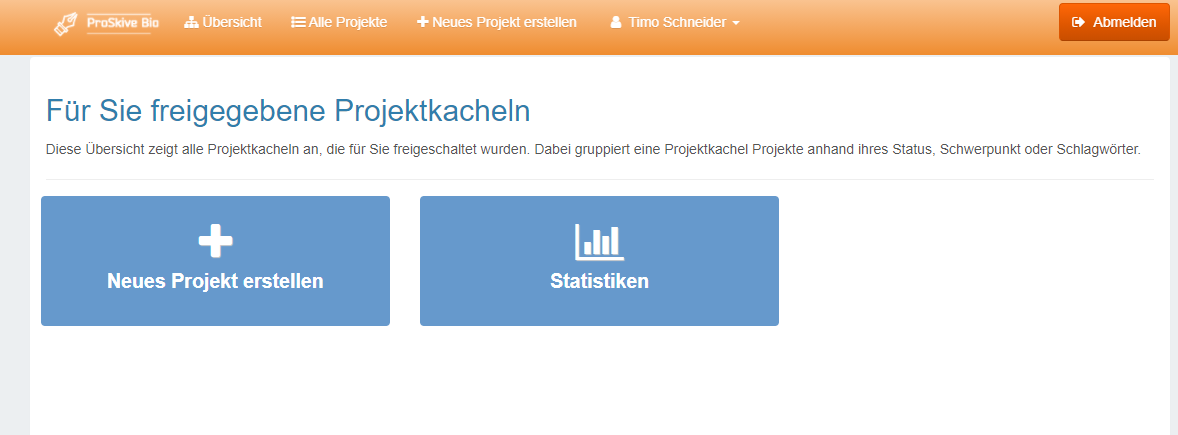 ProSkive Bio
Übersicht
Alle Projekte
Neues Projekt erstellen
Timo Schneider
Abmelden
Für Sie freigegebene Projektkacheln
Diese Übersicht zeigt alle Projektkacheln an, die für Sie freigeschaltet wurden. Dabei gruppiert eine Projektkachel Projekte anhand ihres Status, Schwerpunkt oder Schlagwörter.
Neues Projekt erstellen
Statistiken